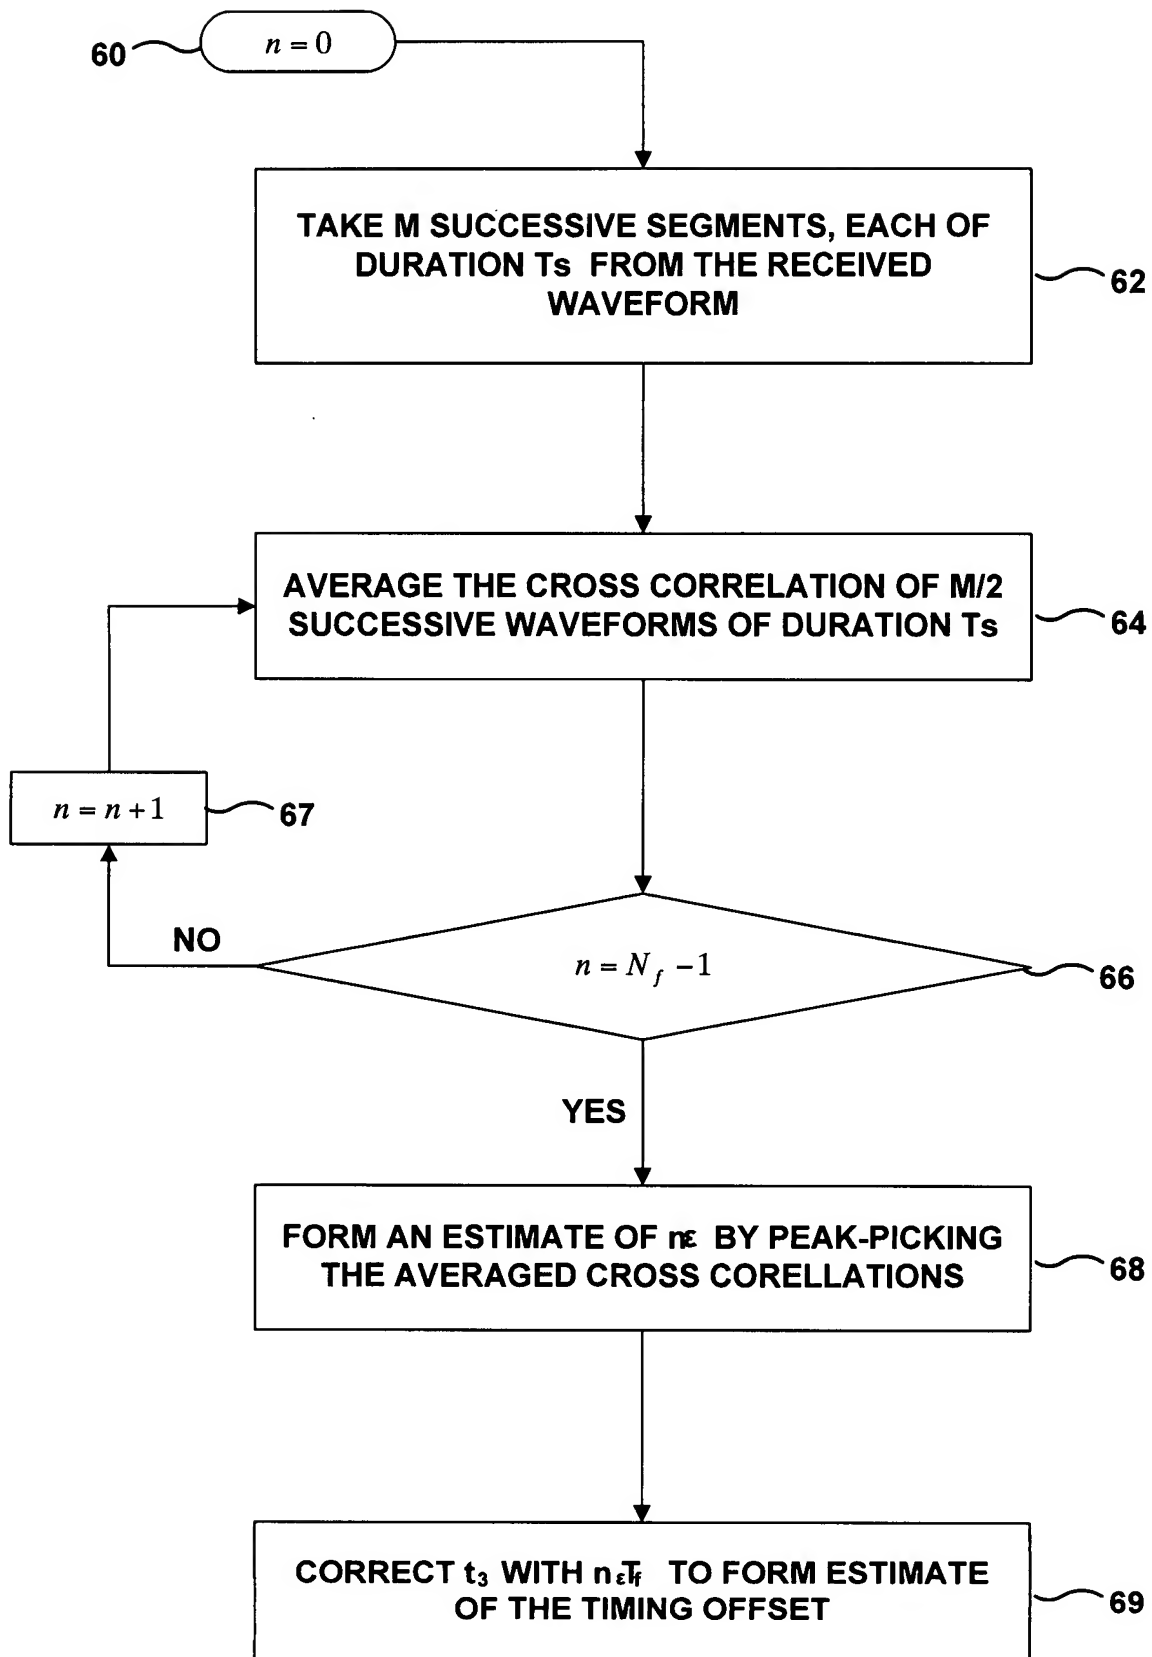 60
n = 0
TAKE M SUCCESSIVE SEGMENTS, EACH OF
DURATION Ts FROM THE RECEIVED
WAVEFORM
62
AVERAGE THE CROSS CORRELATION OF M/2
SUCCESSIVE WAVEFORMS OF DURATION Ts
64
n = n + 1
67
NO
n = N_f - 1
66
YES
FORM AN ESTIMATE OF nε BY PEAK-PICKING
THE AVERAGED CROSS CORELLATIONS
68
CORRECT t₃ WITH n_εT_f TO FORM ESTIMATE
OF THE TIMING OFFSET
69